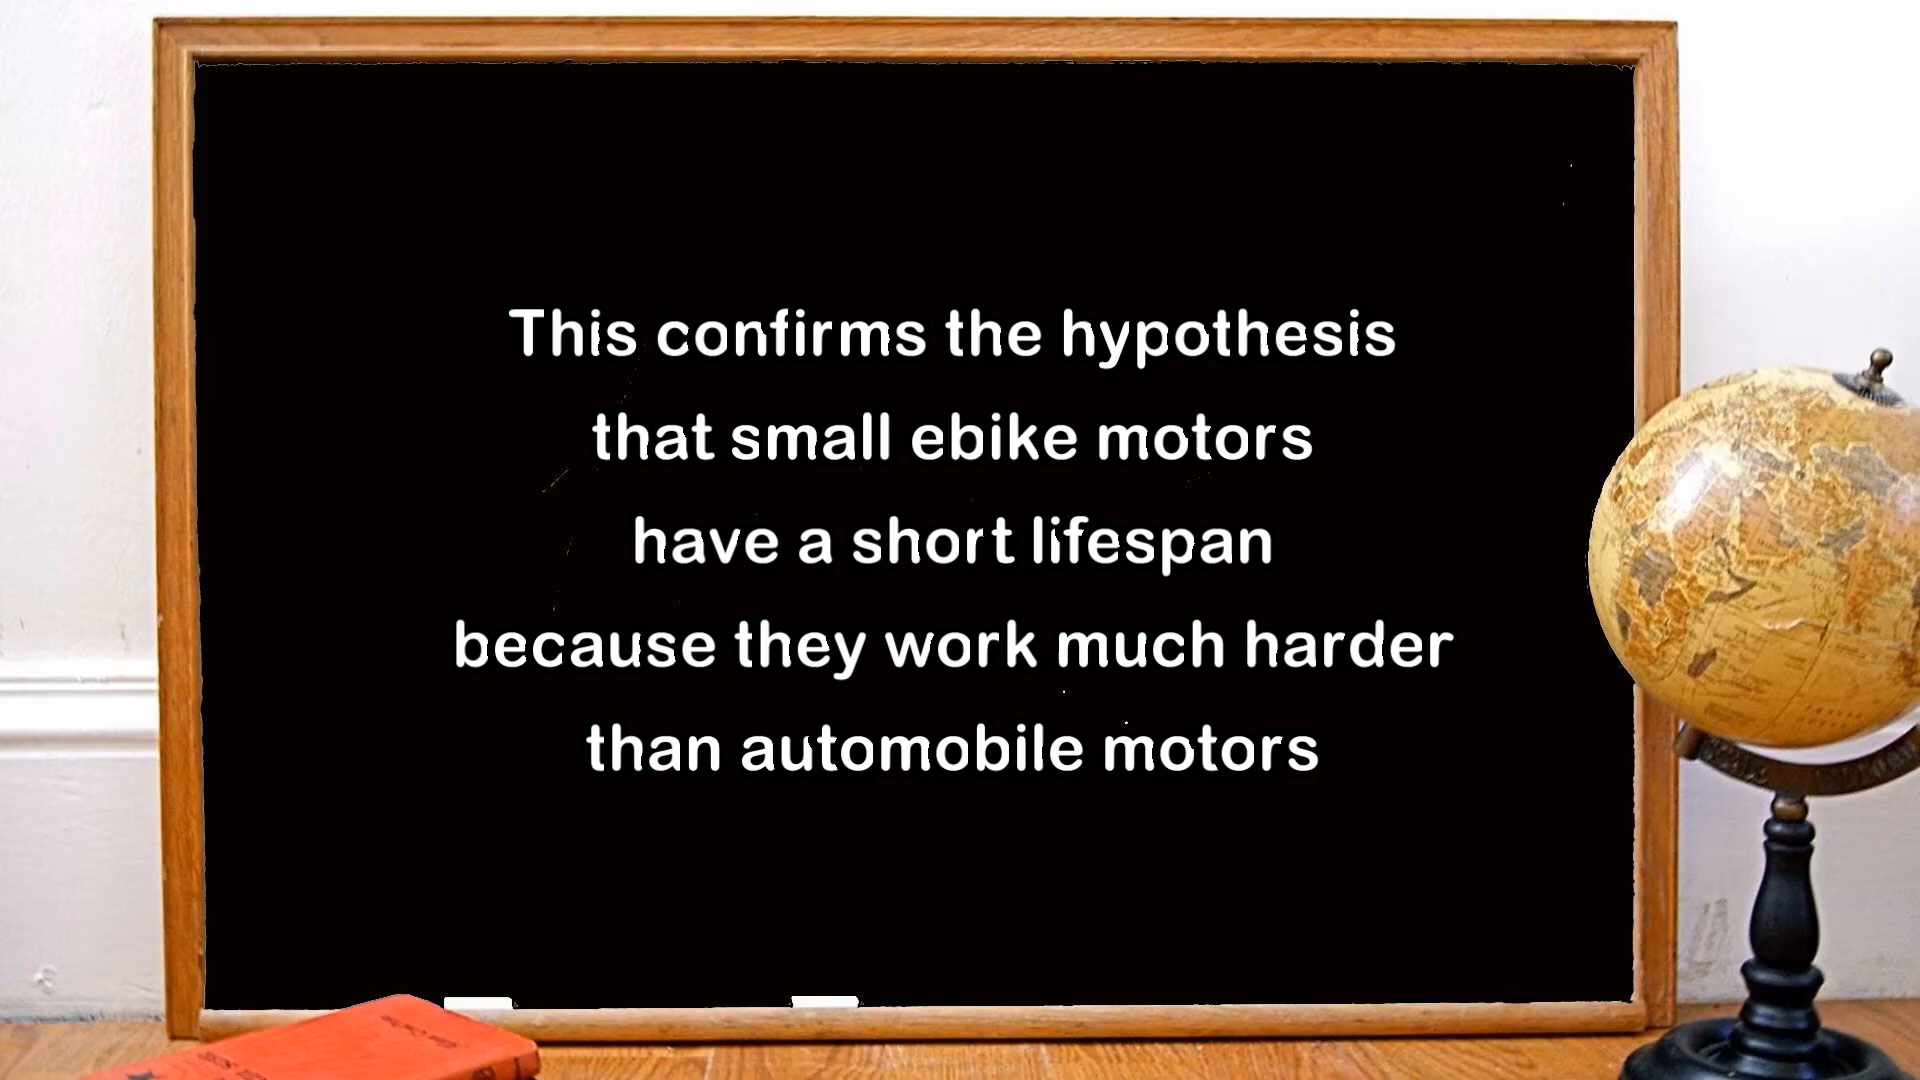 This confirms the hypothesis
that small ebike motors
have a short lifespan
because they work much harder
than automobile motors